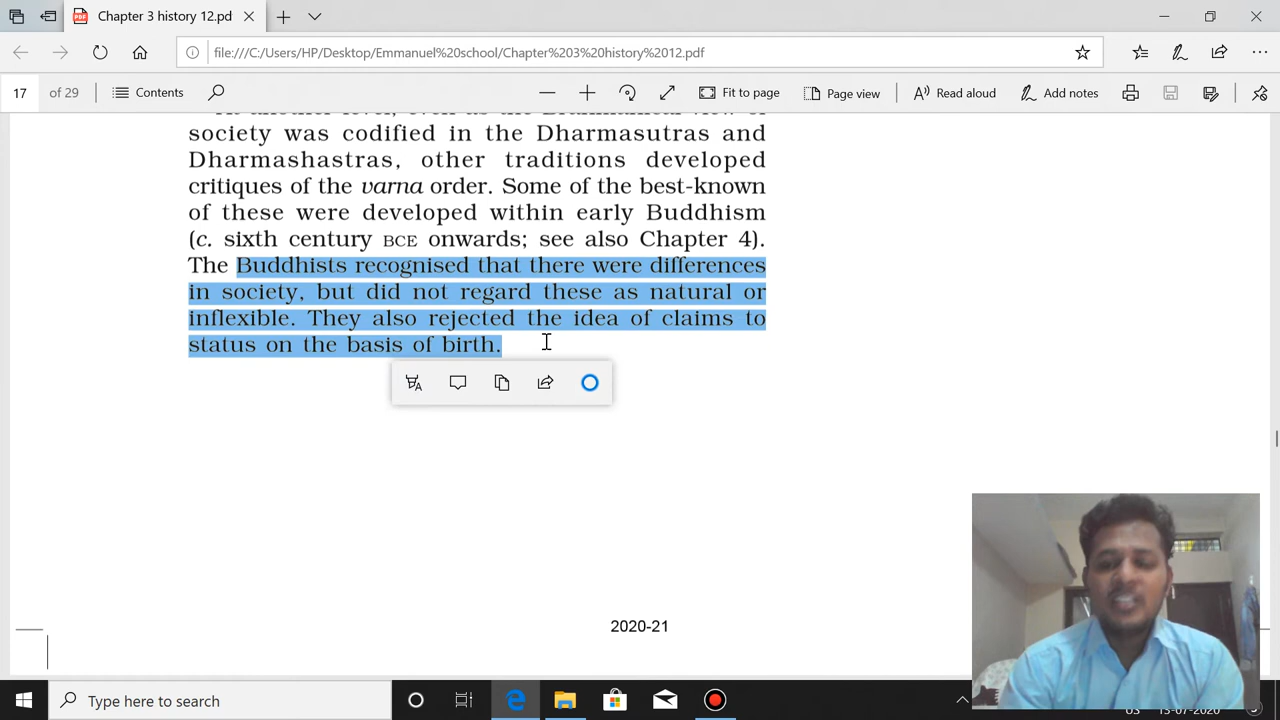 Chapter 3 history 12.pd
file:///C:/Users/HP/Desktop/Emmanuel%20school/Chapter%203%20history%2012.pdf
17 of 29 Contents Fit to page Page view Read aloud Add notes
society was codified in the Dharmasutras and
Dharmashastras, other traditions developed
critiques of the varna order. Some of the best-known
of these were developed within early Buddhism
(c. sixth century BCE onwards; see also Chapter 4).
The Buddhists recognised that there were differences
in society, but did not regard these as natural or
inflexible. They also rejected the idea of claims to
status on the basis of birth.
2020-21
Type here to search